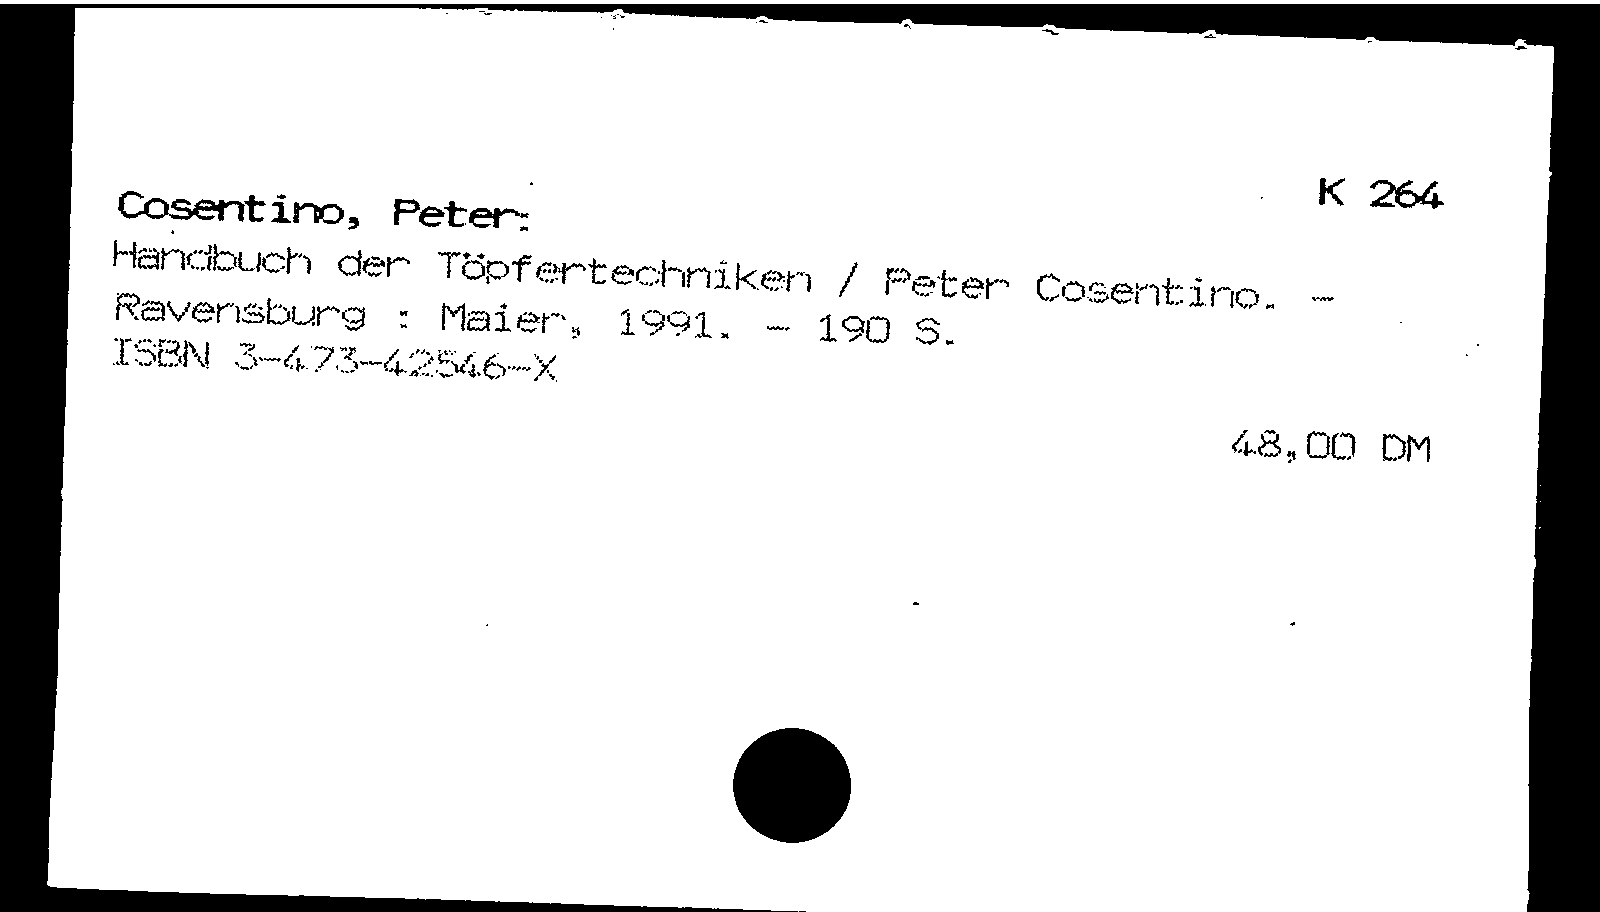 K 264
Cosentino, Peter:
Handbuch der Töpfertechniken / Peter Cosentino. -
Ravensburg : Maier, 1991. - 190 S.
ISBN 3-473-42546-X
48,00 DM